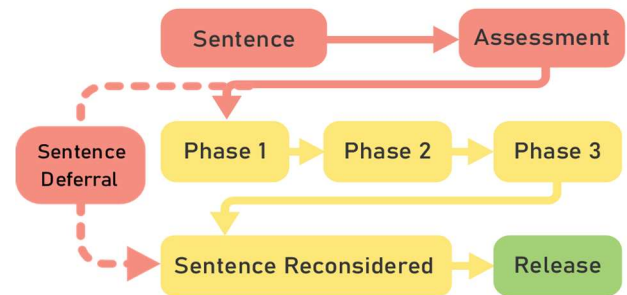 Sentence
Assessment
Sentence
Deferral
Phase 1
Phase 2
Phase 3
Sentence Reconsidered
Release